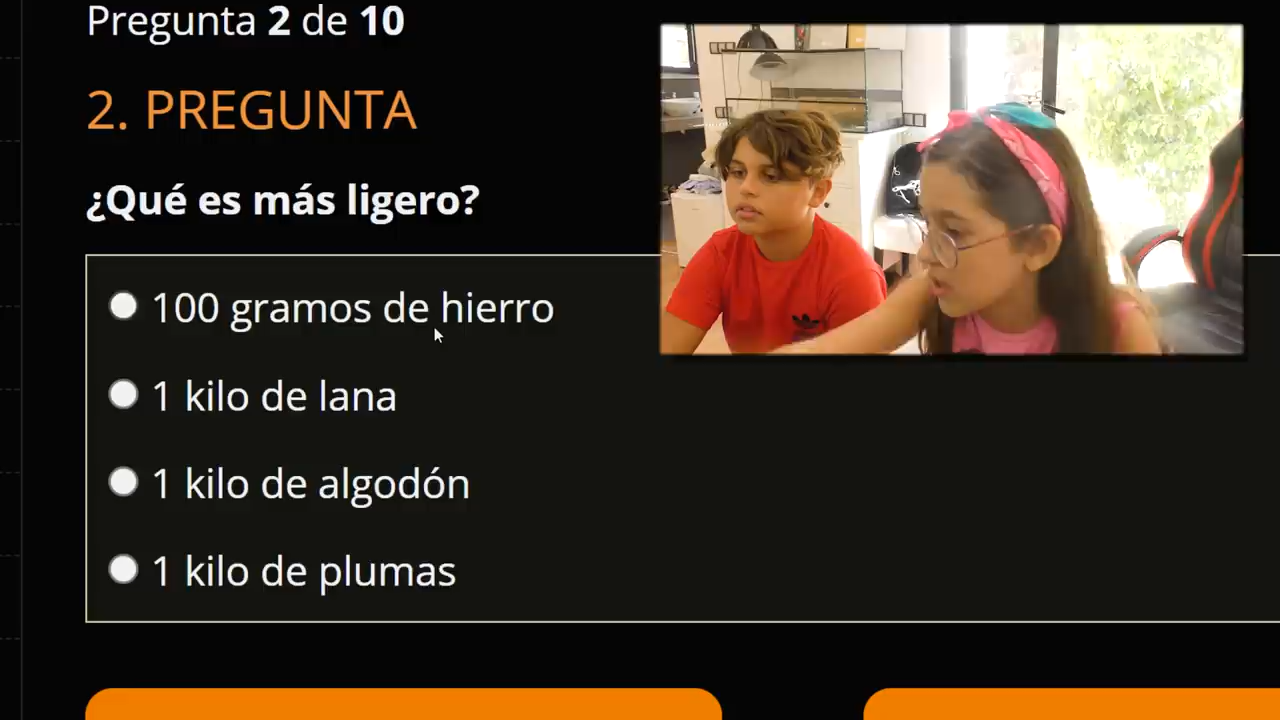 Pregunta 2 de 10
2. PREGUNTA
¿Qué es más ligero?
100 gramos de hierro
1 kilo de lana
1 kilo de algodón
1 kilo de plumas